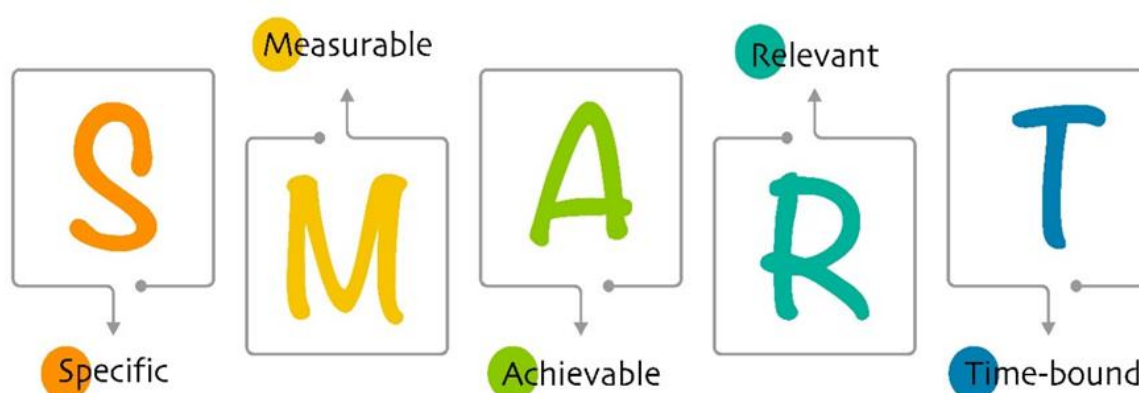 S
Specific
M
Measurable
A
Achievable
R
Relevant
T
Time-bound